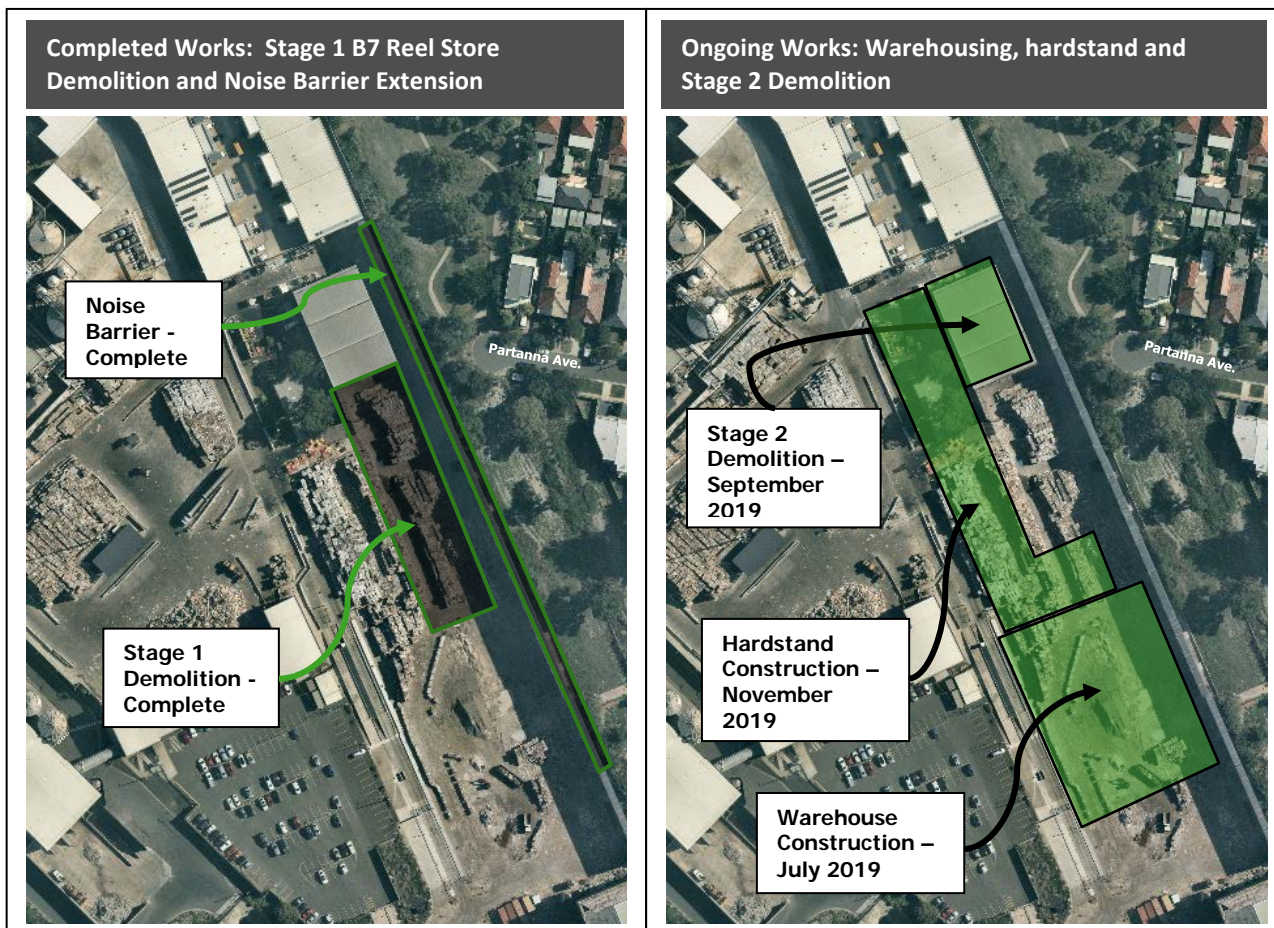 Completed Works: Stage 1 B7 Reel Store
Demolition and Noise Barrier Extension
Noise
Barrier -
Complete
Partanna Ave.
Stage 1
Demolition -
Complete
Ongoing Works: Warehousing, hardstand and
Stage 2 Demolition
Partanna Ave.
Stage 2
Demolition –
September
2019
Hardstand
Construction –
November
2019
Warehouse
Construction –
July 2019